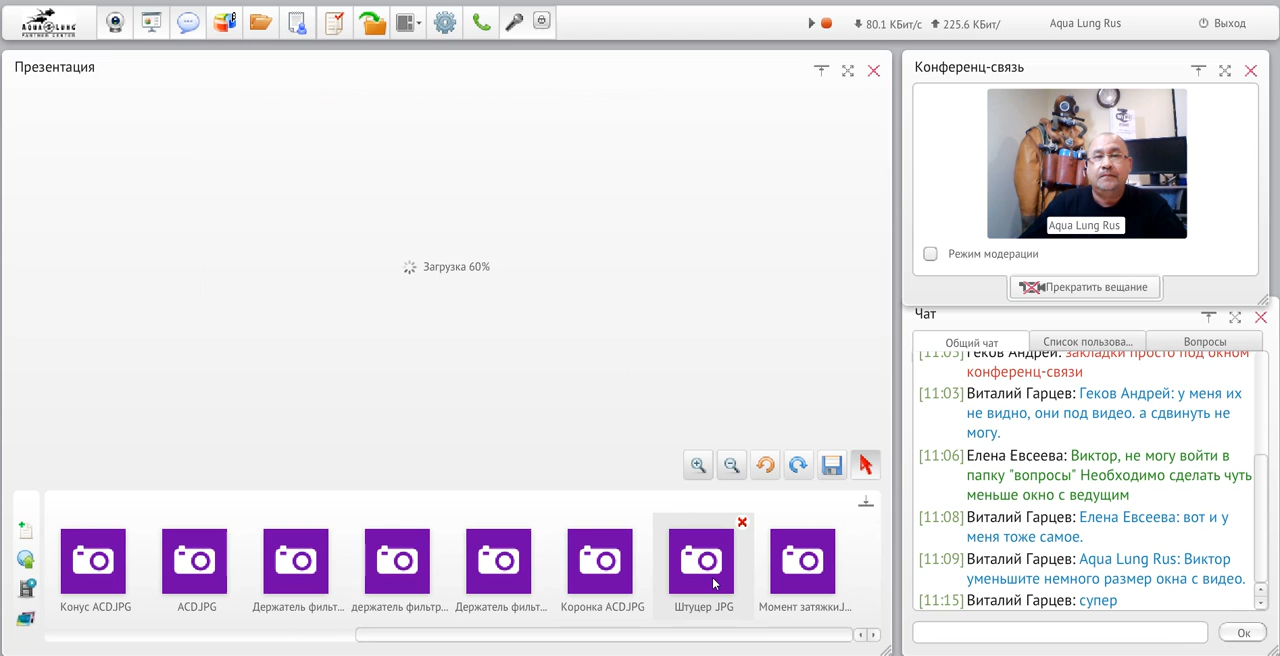 AQUA LUNG
PARTNER CENTER
80.1 КБит/с
225.6 КБит/
Aqua Lung Rus
Выход
Презентация
Загрузка 60%
Конус ACD.JPG
ACD.JPG
Держатель фильт...
держатель фильтр...
Держатель фильт...
Коронка ACD.JPG
Штуцер JPG
Момент затяжки.J...
Конференц-связь
Aqua Lung Rus
Режим модерации
Прекратить вещание
Чат
Общий чат
Список пользова...
Вопросы
[11:03] Геков Андрей: закладки просто под окном
конференц-связи
[11:03] Виталий Гарцев: Геков Андрей: у меня их
не видно, они под видео. а сдвинуть не
могу.
[11:06] Елена Евсеева: Виктор, не могу войти в
папку "вопросы" Необходимо сделать чуть
меньше окно с ведущим
[11:08] Виталий Гарцев: Елена Евсеева: вот и у
меня тоже самое.
[11:09] Виталий Гарцев: Aqua Lung Rus: Виктор
уменьшите немного размер окна с видео.
[11:15] Виталий Гарцев: супер
Ок